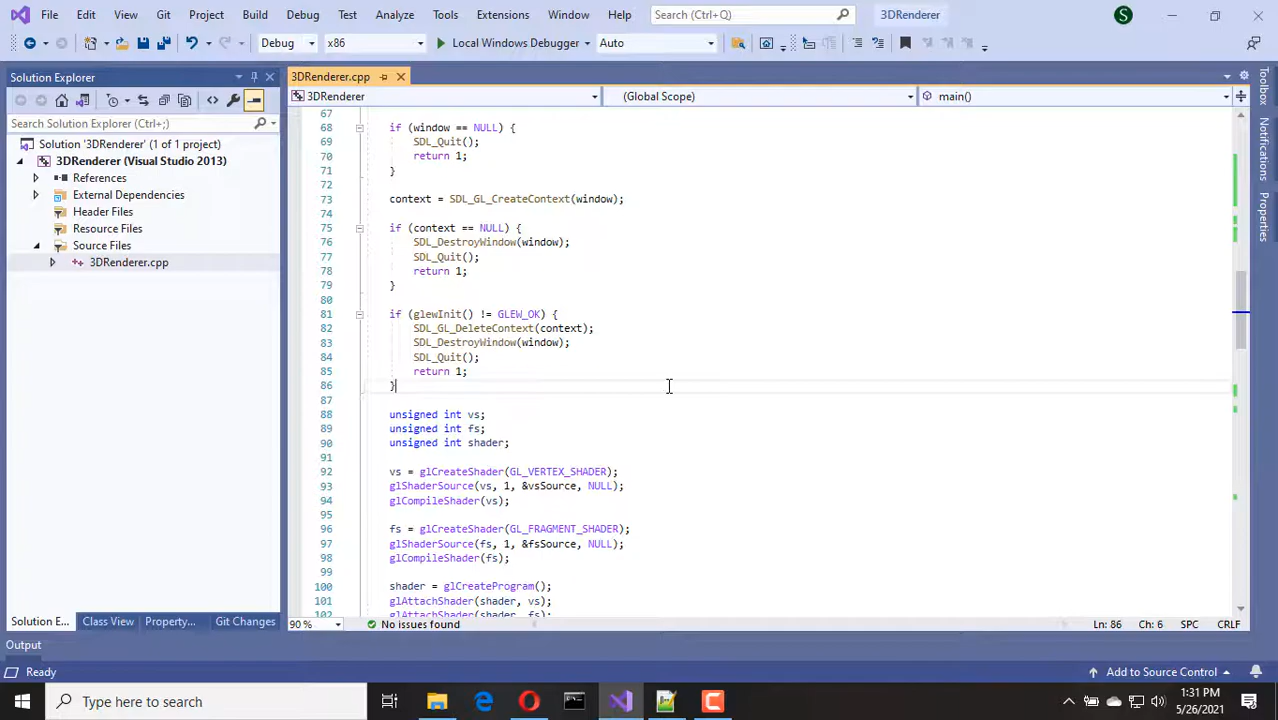 File Edit View Git Project Build Debug Test Analyze Tools Extensions Window Help Search (Ctrl+Q) 3DRenderer S
Debug x86 Local Windows Debugger Auto
Solution Explorer
Search Solution Explorer (Ctrl+;)
Solution '3DRenderer' (1 of 1 project)
3DRenderer (Visual Studio 2013)
References
External Dependencies
Header Files
Resource Files
Source Files
3DRenderer.cpp
Solution E... Class View Property... Git Changes
3DRenderer.cpp
3DRenderer (Global Scope) main()
67
68 if (window == NULL) {
69 SDL_Quit();
70 return 1;
71 }
72
73 context = SDL_GL_CreateContext(window);
74
75 if (context == NULL) {
76 SDL_DestroyWindow(window);
77 SDL_Quit();
78 return 1;
79 }
80
81 if (glewInit() != GLEW_OK) {
82 SDL_GL_DeleteContext(context);
83 SDL_DestroyWindow(window);
84 SDL_Quit();
85 return 1;
86 }
87
88 unsigned int vs;
89 unsigned int fs;
90 unsigned int shader;
91
92 vs = glCreateShader(GL_VERTEX_SHADER);
93 glShaderSource(vs, 1, &vsSource, NULL);
94 glCompileShader(vs);
95
96 fs = glCreateShader(GL_FRAGMENT_SHADER);
97 glShaderSource(fs, 1, &fsSource, NULL);
98 glCompileShader(fs);
99
100 shader = glCreateProgram();
101 glAttachShader(shader, vs);
102 glAttachShader(shader, fs);
90 % No issues found Ln: 86 Ch: 6 SPC CRLF
Toolbox
Notifications
Properties
Output
Ready Add to Source Control
Type here to search
1:31 PM
5/26/2021